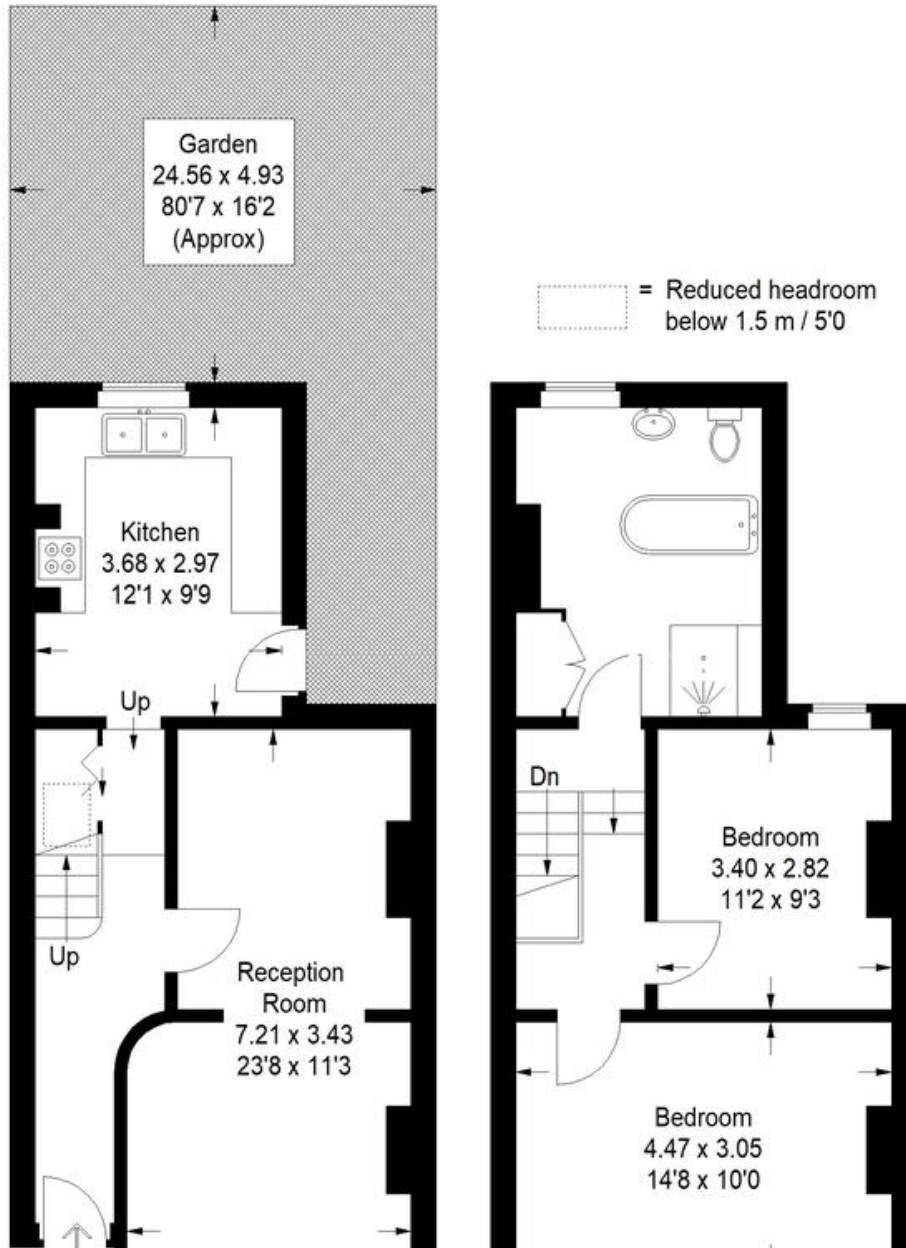 Garden
24.56 x 4.93
80'7 x 16'2
(Approx)
= Reduced headroom
below 1.5 m / 5'0
Kitchen
3.68 x 2.97
12'1 x 9'9
Up
Up
Reception
Room
7.21 x 3.43
23'8 x 11'3
Dn
Bedroom
3.40 x 2.82
11'2 x 9'3
Bedroom
4.47 x 3.05
14'8 x 10'0